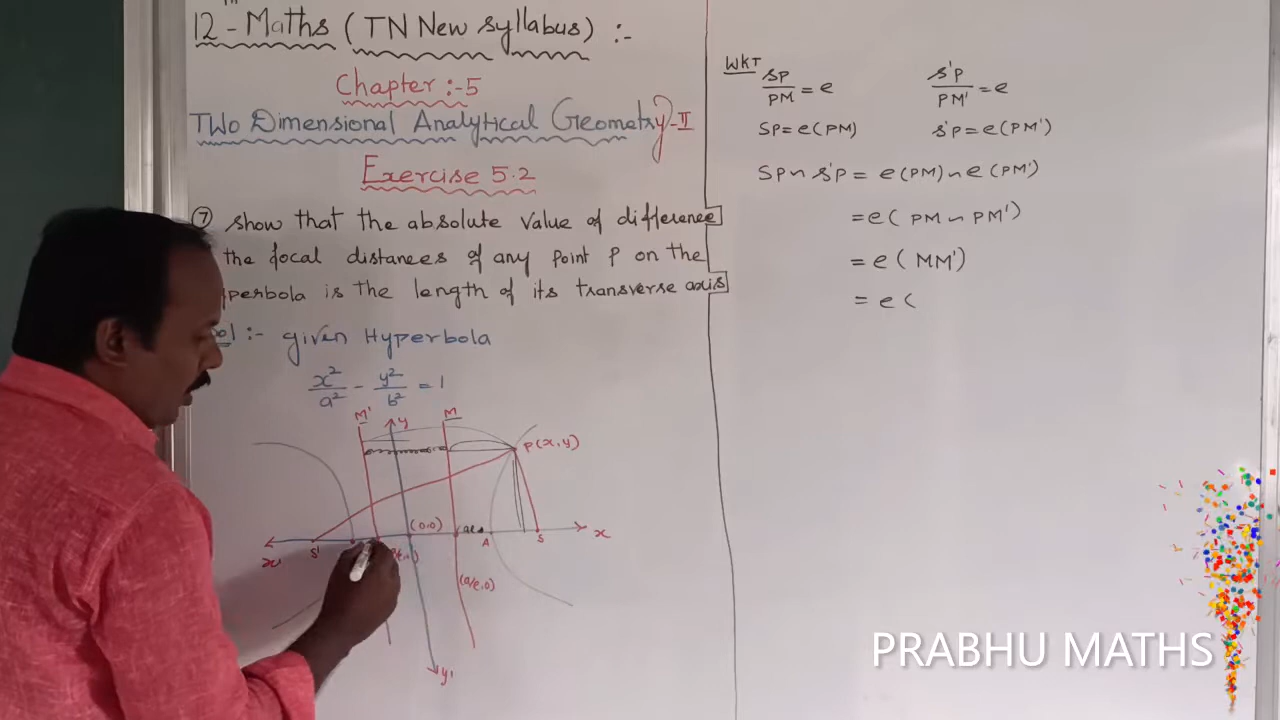 12th - Maths (TN New syllabus) :-
Chapter :-5
TWO Dimensional Analytical Geometry-II
Exercise 5.2
⑦ show that the absolute value of difference
the focal distances of any point P on the
perbola is the length of its transverse axis
:- given Hyperbola
x²/a² - y²/b² = 1
M' y M
P(x,y)
(0,0) ae
x' S' A S x
(a/e,0)
y'
WKT
SP/PM = e S'P/PM' = e
SP = e(PM) S'P = e(PM')
SP ~ S'P = e(PM) ~ e(PM')
= e( PM ~ PM')
= e ( MM')
= e (
PRABHU MATHS